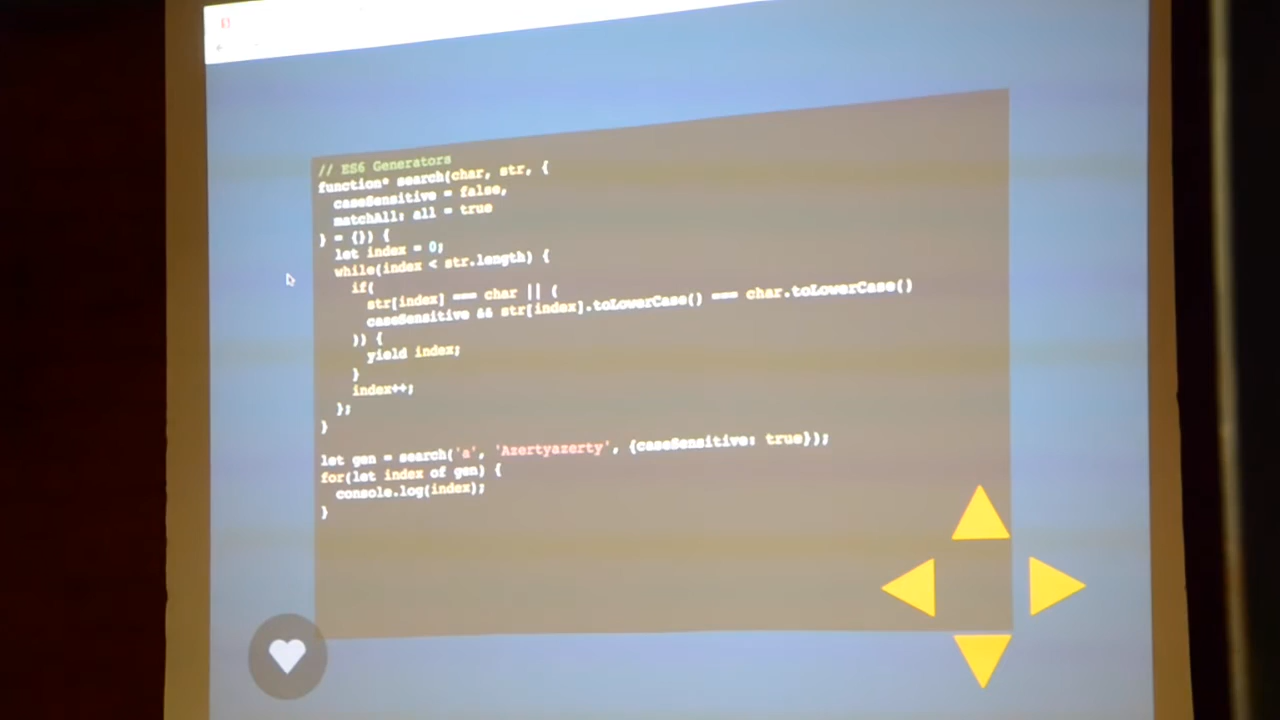 // ES6 Generators
function* search(char, str, {
  caseSensitive = false,
  matchAll: all = true
} = {}) {
  let index = 0;
  while(index < str.length) {
    if(
      str[index] === char || (
      caseSensitive && str[index].toLowerCase() === char.toLowerCase()
    )) {
      yield index;
    }
    index++;
  };
}

let gen = search('a', 'Azertyazerty', {caseSensitive: true});
for(let index of gen) {
  console.log(index);
}